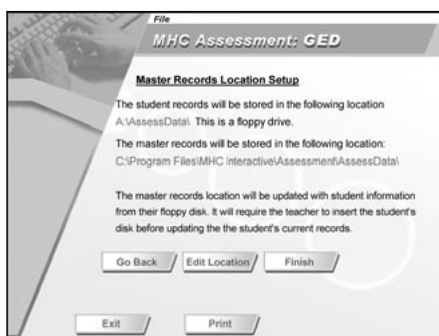 File
MHC Assessment: GED
Master Records Location Setup
The student records will be stored in the following location
A:\AssessData\ This is a floppy drive.
The master records will be stored in the following location:
C:\Program Files\MHC Interactive\Assessment\AssessData\
The master records location will be updated with student information
from their floppy disk. It will require the teacher to insert the student's
disk before updating the the student's current records.
Go Back Edit Location Finish
Exit Print